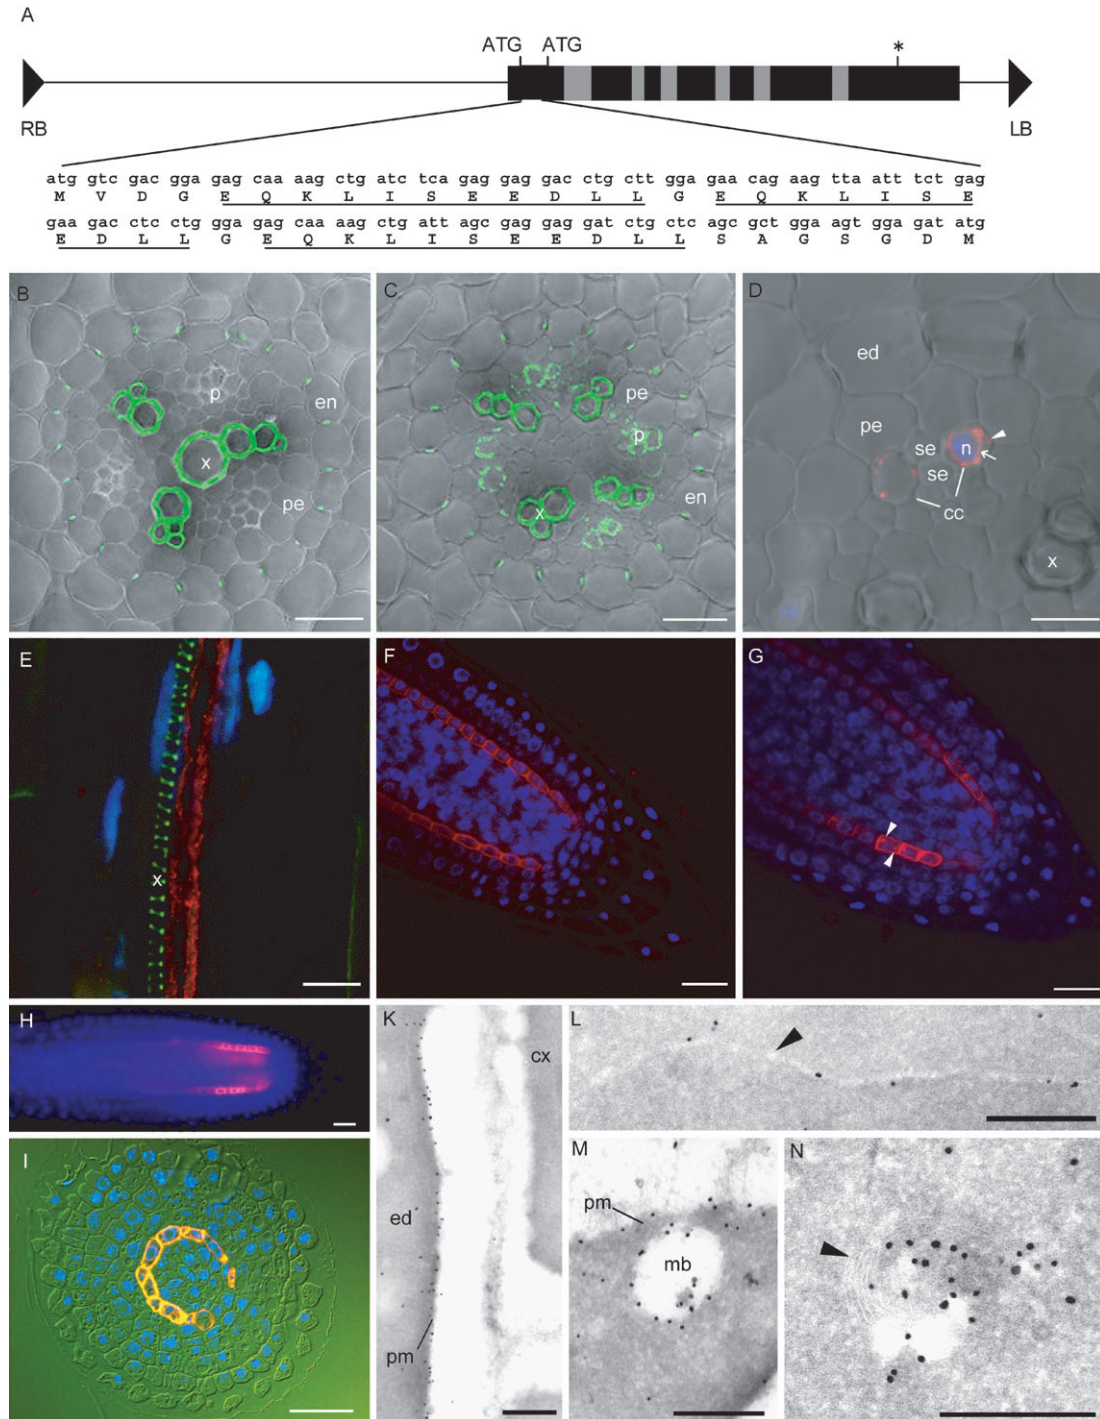 A
ATG ATG *
RB LB
atg gtc gac gga gag caa aag ctg atc tca gag gag gac ctg ctt gga gaa cag aag tta att tct gag
M V D G E Q K L I S E E D L L G E Q K L I S E
gaa gac ctc ctg gga gag caa aag ctg att agc gag gag gat ctg ctc agc gct gga agt gga gat atg
E D L L G G E Q K L I S E E D L L S A G S G D M
B
p
en
x
pe
C
pe
p
en
x
D
ed
pe
se
n
se
cc
x
E
x
F
G
H
I
K
cx
ed
pm
L
M
pm
mb
N